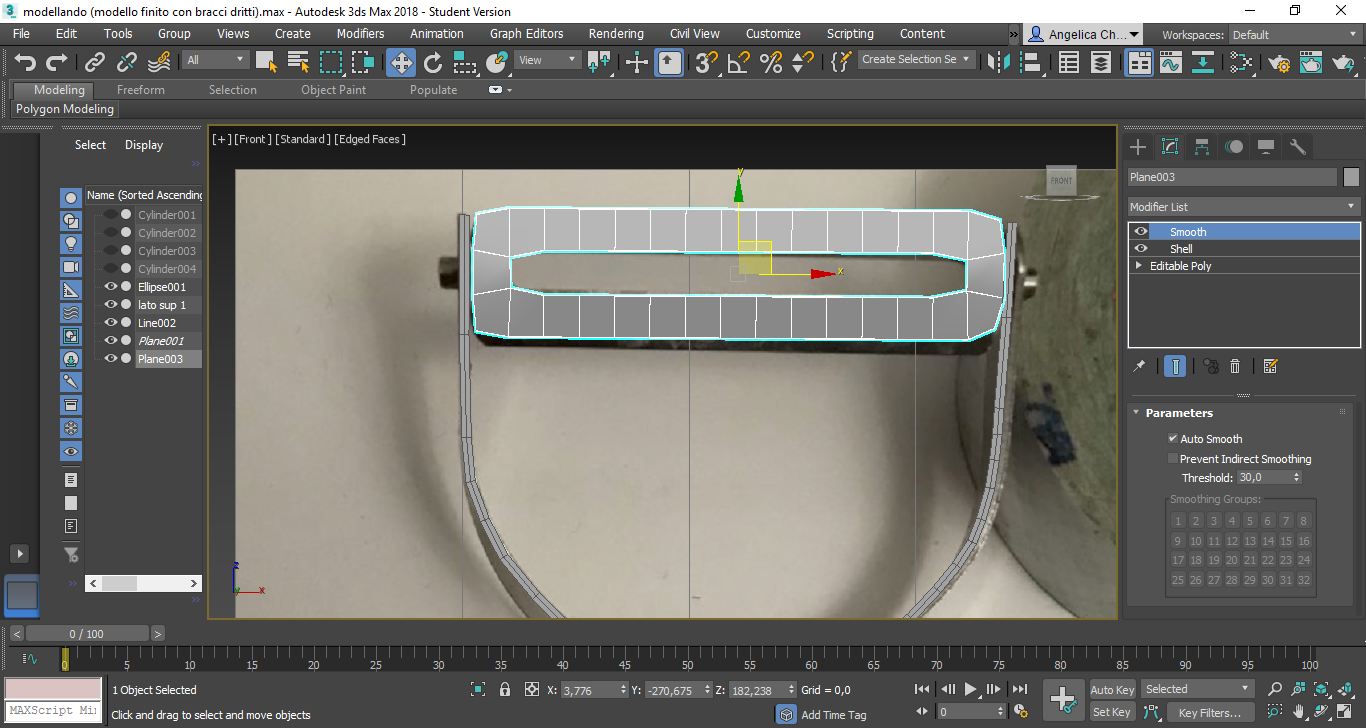 modellando (modello finito con bracci dritti).max - Autodesk 3ds Max 2018 - Student Version
File Edit Tools Group Views Create Modifiers Animation Graph Editors Rendering Civil View Customize Scripting Content » Angelica Ch... Workspaces: Default
All View 3 Create Selection Se
Modeling Freeform Selection Object Paint Populate
Polygon Modeling
[+] [Front ] [Standard ] [Edged Faces ]
Select Display
Name (Sorted Ascending
Cylinder001
Cylinder002
Cylinder003
Cylinder004
Ellipse001
lato sup 1
Line002
Plane001
Plane003
y
x
FRONT
z
y x
Plane003
Modifier List
Smooth
Shell
Editable Poly
Parameters
Auto Smooth
Prevent Indirect Smoothing
Threshold: 30,0
Smoothing Groups:
1 2 3 4 5 6 7 8
9 10 11 12 13 14 15 16
17 18 19 20 21 22 23 24
25 26 27 28 29 30 31 32
< 0 / 100 >
0 5 10 15 20 25 30 35 40 45 50 55 60 65 70 75 80 85 90 95 100
1 Object Selected X: 3,776 Y: -270,675 Z: 182,238 Grid = 0,0 Auto Key Selected
MAXScript Mi Click and drag to select and move objects Add Time Tag 0 Set Key Key Filters...